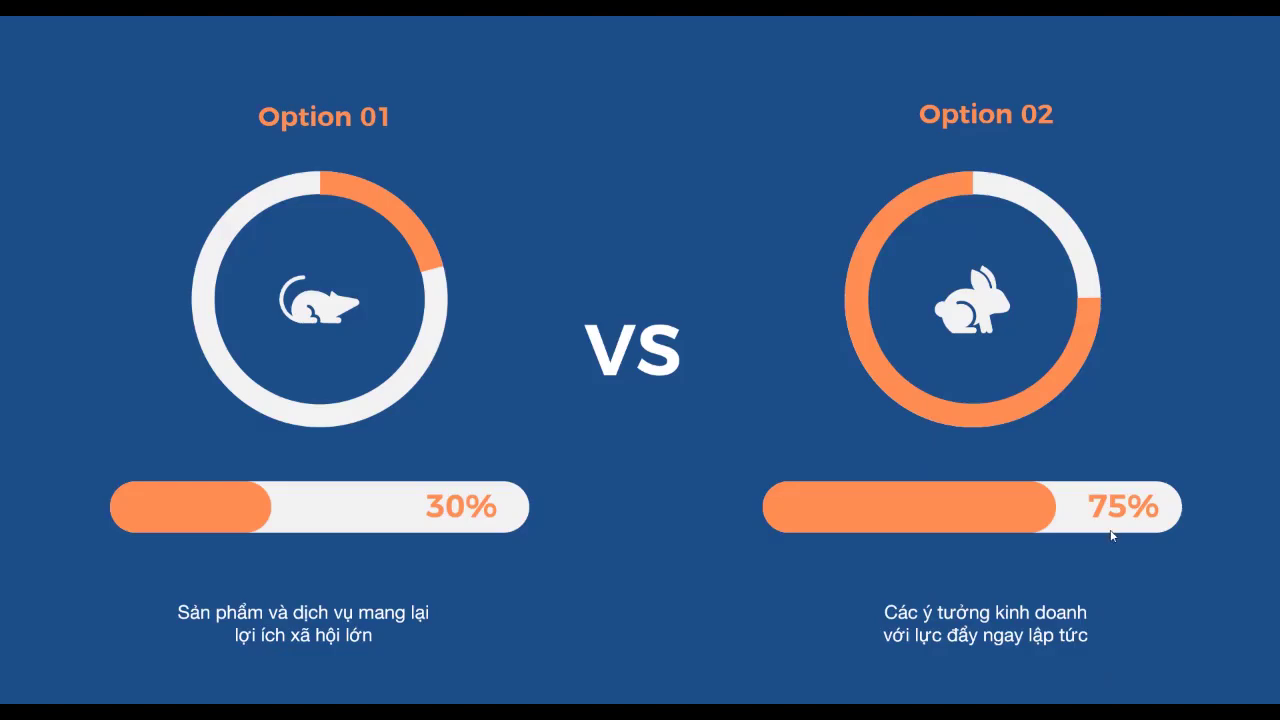 Option 01
Option 02
VS
30%
75%
Sản phẩm và dịch vụ mang lại
lợi ích xã hội lớn
Các ý tưởng kinh doanh
với lực đẩy ngay lập tức